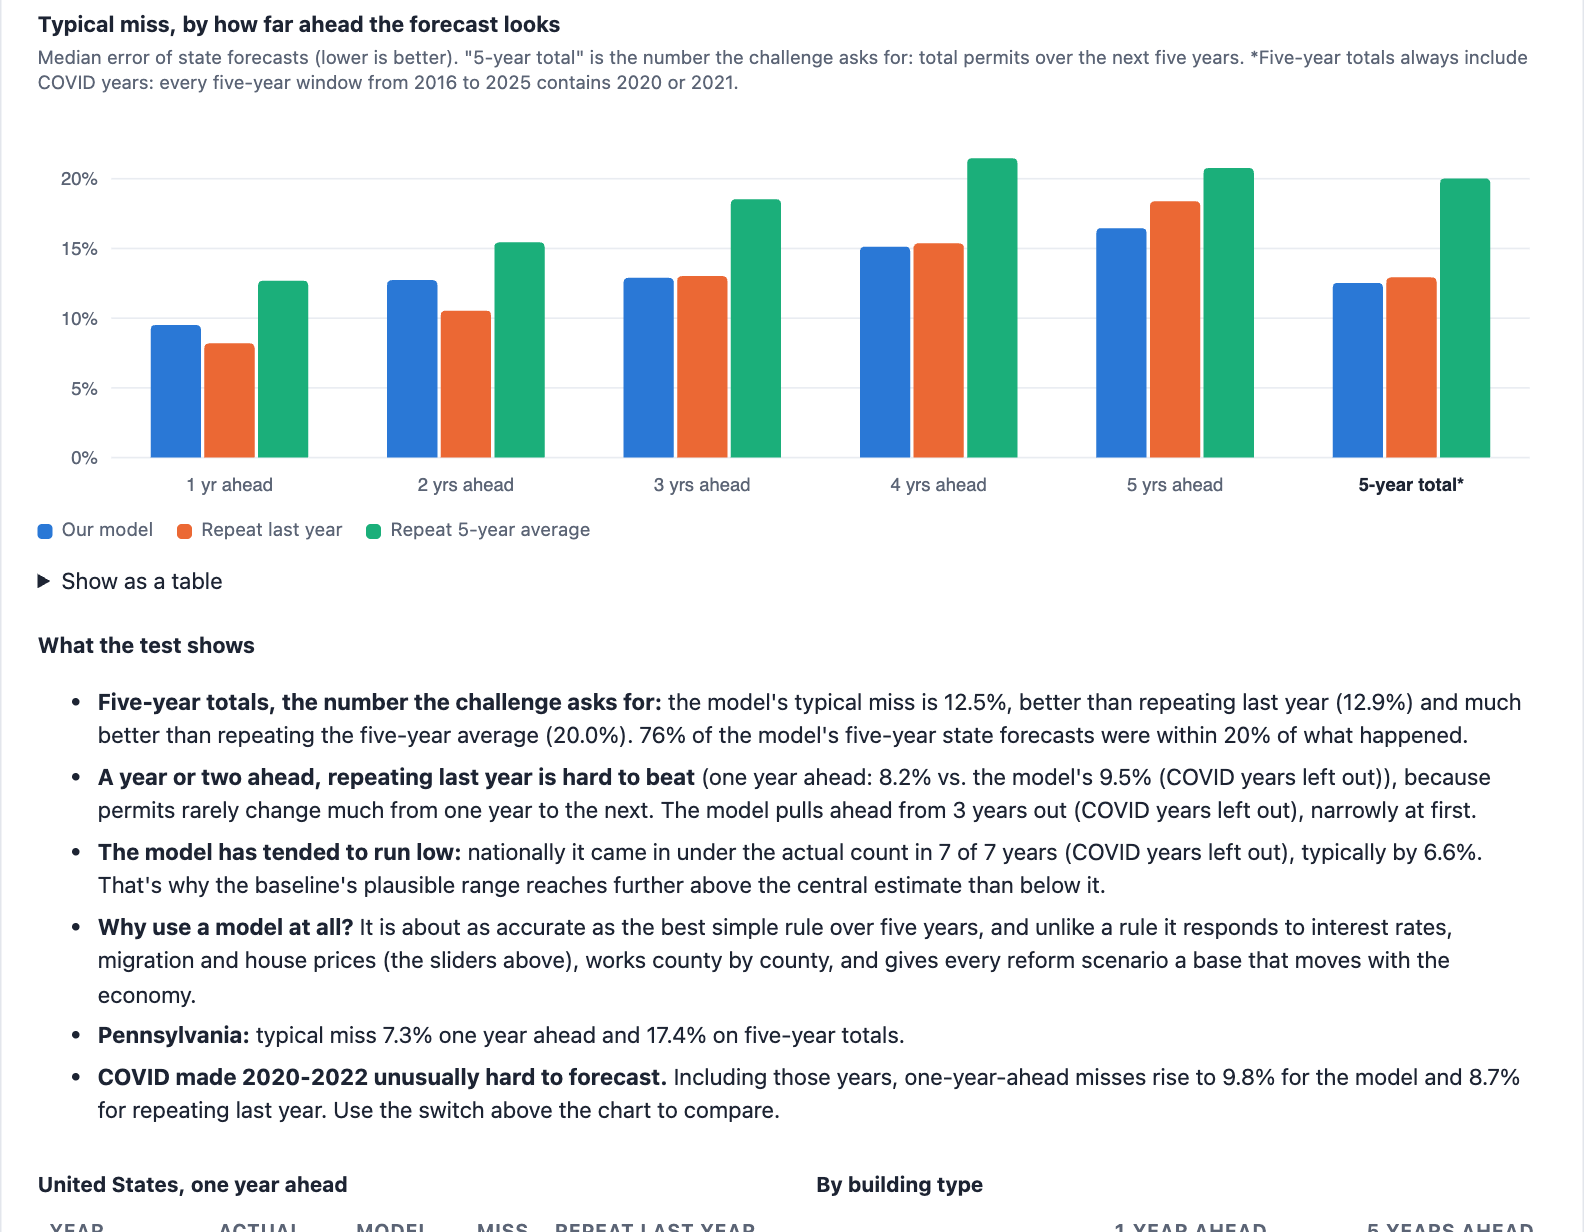 Typical miss, by how far ahead the forecast looks
Median error of state forecasts (lower is better). "5-year total" is the number the challenge asks for: total permits over the next five years. *Five-year totals always include
COVID years: every five-year window from 2016 to 2025 contains 2020 or 2021.
20%
15%
10%
5%
0%
1 yr ahead
2 yrs ahead
3 yrs ahead
4 yrs ahead
5 yrs ahead
5-year total*
Our model
Repeat last year
Repeat 5-year average
Show as a table
What the test shows
Five-year totals, the number the challenge asks for: the model's typical miss is 12.5%, better than repeating last year (12.9%) and much
better than repeating the five-year average (20.0%). 76% of the model's five-year state forecasts were within 20% of what happened.
A year or two ahead, repeating last year is hard to beat (one year ahead: 8.2% vs. the model's 9.5% (COVID years left out)), because
permits rarely change much from one year to the next. The model pulls ahead from 3 years out (COVID years left out), narrowly at first.
The model has tended to run low: nationally it came in under the actual count in 7 of 7 years (COVID years left out), typically by 6.6%.
That's why the baseline's plausible range reaches further above the central estimate than below it.
Why use a model at all? It is about as accurate as the best simple rule over five years, and unlike a rule it responds to interest rates,
migration and house prices (the sliders above), works county by county, and gives every reform scenario a base that moves with the
economy.
Pennsylvania: typical miss 7.3% one year ahead and 17.4% on five-year totals.
COVID made 2020-2022 unusually hard to forecast. Including those years, one-year-ahead misses rise to 9.8% for the model and 8.7%
for repeating last year. Use the switch above the chart to compare.
United States, one year ahead
By building type
YEAR ACTUAL MODEL MISS REPEAT LAST YEAR
1 YEAR AHEAD 5 YEARS AHEAD